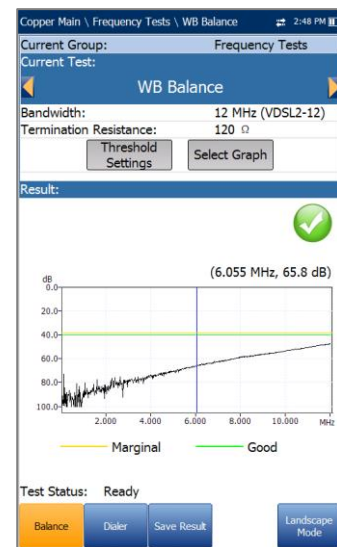 Copper Main \ Frequency Tests \ WB Balance 2:48 PM
Current Group: Frequency Tests
Current Test:
WB Balance
Bandwidth: 12 MHz (VDSL2-12)
Termination Resistance: 120 Ω
Threshold Settings Select Graph
Result:
(6.055 MHz, 65.8 dB)
dB
0.0
20.0
40.0
60.0
80.0
100.0
2.000 4.000 6.000 8.000 10.000 MHz
Marginal Good
Test Status: Ready
Balance Dialer Save Result Landscape Mode